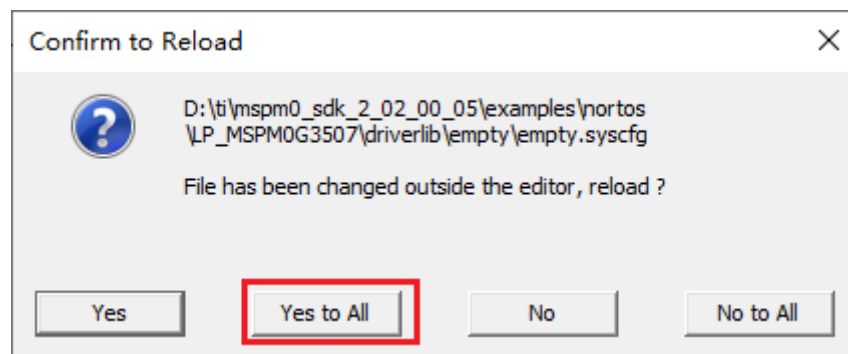 Confirm to Reload
D:\ti\mspm0_sdk_2_02_00_05\examples\nortos
\LP_MSPM0G3507\driverlib\empty\empty.syscfg
File has been changed outside the editor, reload ?
Yes
Yes to All
No
No to All